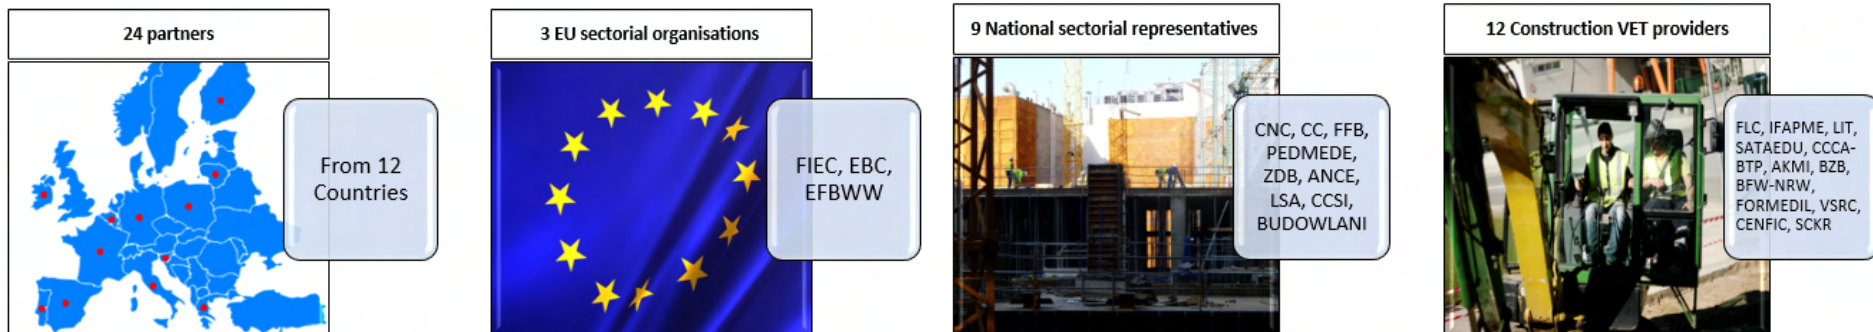 24 partners
From 12
Countries
3 EU sectorial organisations
FIEC, EBC,
EFBWW
9 National sectorial representatives
CNC, CC, FFB,
PEDMEDE,
ZDB, ANCE,
LSA, CCSI,
BUDOWLANI
12 Construction VET providers
FLC, IFAPME, LIT,
SATAEDU, CCCA-
BTP, AKMI, BZB,
BFW-NRW,
FORMEDIL, VSRC,
CENFIC, SCKR